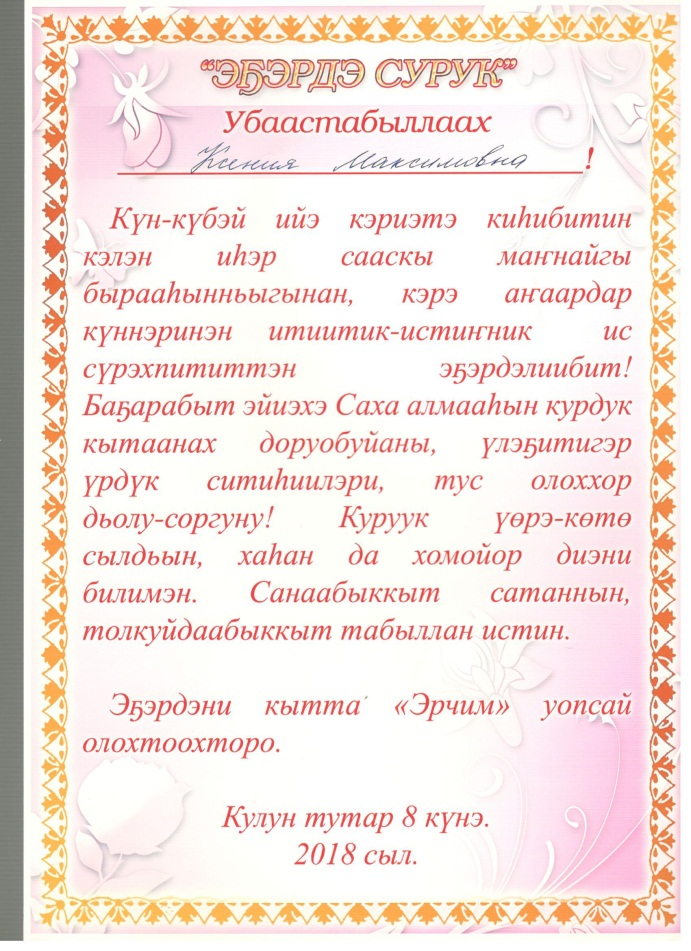 “ЭҔЭРДЭ СУРУК”
Убаастабыллаах
Ксения Максимовна!
Күн-күбэй ийэ кэриэтэ киһибитин
кэлэн иһэр сааскы маҥнайгы
бырааһынньыгынан, кэрэ аҥаардар
күннэринэн итиитик-истиҥник ис
сүрэхпититтэн эҕэрдэлиибит!
Баҕарабыт эйиэхэ Саха алмааһын курдук
кытаанах доруобуйаны, үлэҕитигэр
үрдүк ситиһиилэри, тус олоххор
дьолу-соргуну! Куруук үөрэ-көтө
сылдьын, хаһан да хомойор диэни
билимэн. Санаабыккыт сатаннын,
толкуйдаабыккыт табыллан истин.
Эҕэрдэни кытта «Эрчим» уопсай
олохтоохторо.
Кулун тутар 8 күнэ.
2018 сыл.